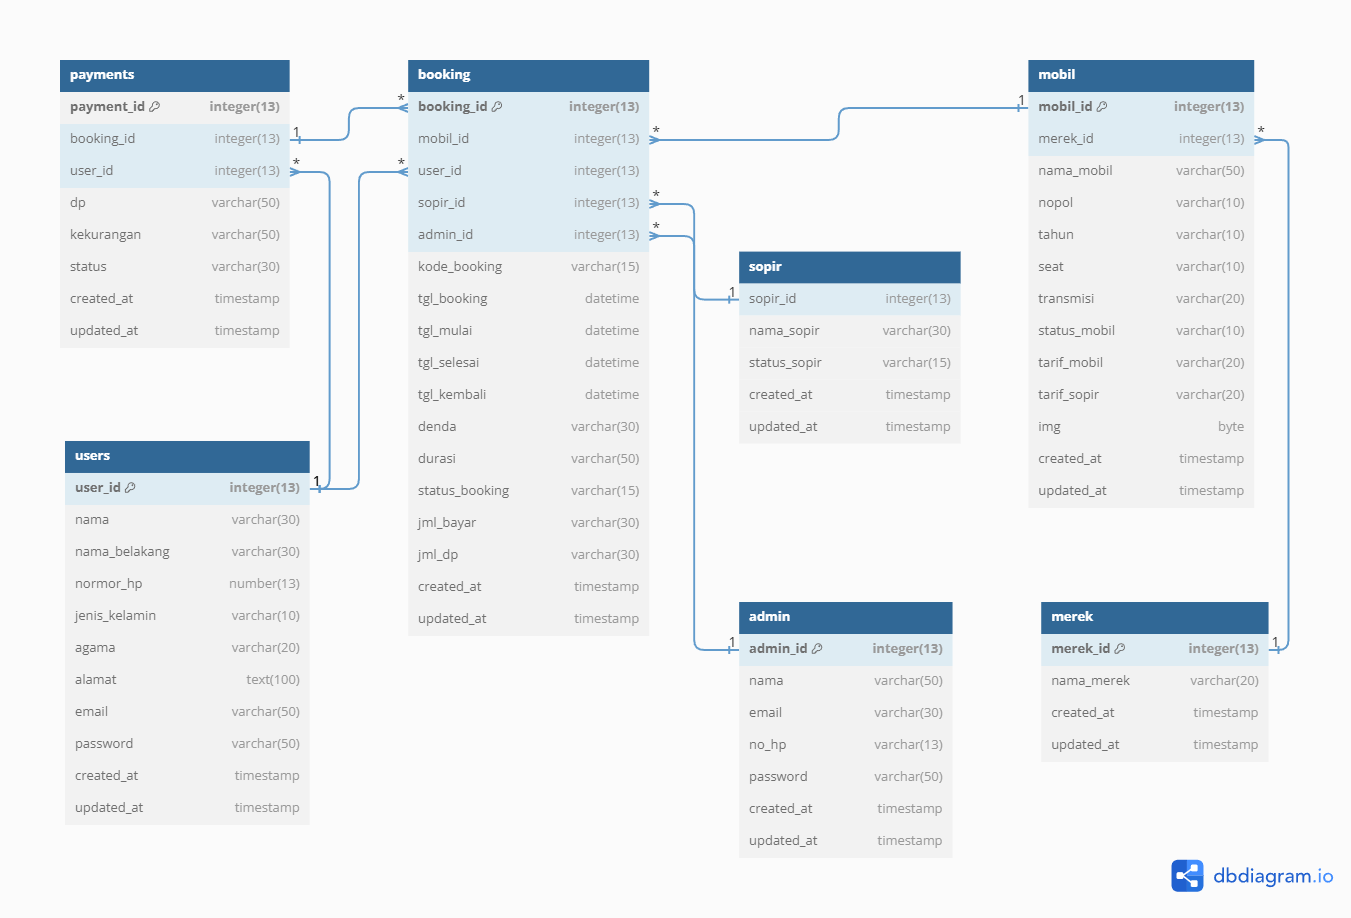 payments
payment_id integer(13)
booking_id integer(13)
user_id integer(13)
dp varchar(50)
kekurangan varchar(50)
status varchar(30)
created_at timestamp
updated_at timestamp
1
*
users
user_id integer(13)
nama varchar(30)
nama_belakang varchar(30)
normor_hp number(13)
jenis_kelamin varchar(10)
agama varchar(20)
alamat text(100)
email varchar(50)
password varchar(50)
created_at timestamp
updated_at timestamp
1
*
*
booking
booking_id integer(13)
mobil_id integer(13)
user_id integer(13)
sopir_id integer(13)
admin_id integer(13)
kode_booking varchar(15)
tgl_booking datetime
tgl_mulai datetime
tgl_selesai datetime
tgl_kembali datetime
denda varchar(30)
durasi varchar(50)
status_booking varchar(15)
jml_bayar varchar(30)
jml_dp varchar(30)
created_at timestamp
updated_at timestamp
*
*
*
1
sopir
sopir_id integer(13)
nama_sopir varchar(30)
status_sopir varchar(15)
created_at timestamp
updated_at timestamp
1
admin
admin_id integer(13)
nama varchar(50)
email varchar(30)
no_hp varchar(13)
password varchar(50)
created_at timestamp
updated_at timestamp
1
mobil
mobil_id integer(13)
merek_id integer(13)
nama_mobil varchar(50)
nopol varchar(10)
tahun varchar(10)
seat varchar(10)
transmisi varchar(20)
status_mobil varchar(10)
tarif_mobil varchar(20)
tarif_sopir varchar(20)
img byte
created_at timestamp
updated_at timestamp
*
merek
merek_id integer(13)
nama_merek varchar(20)
created_at timestamp
updated_at timestamp
1
dbdiagram.io